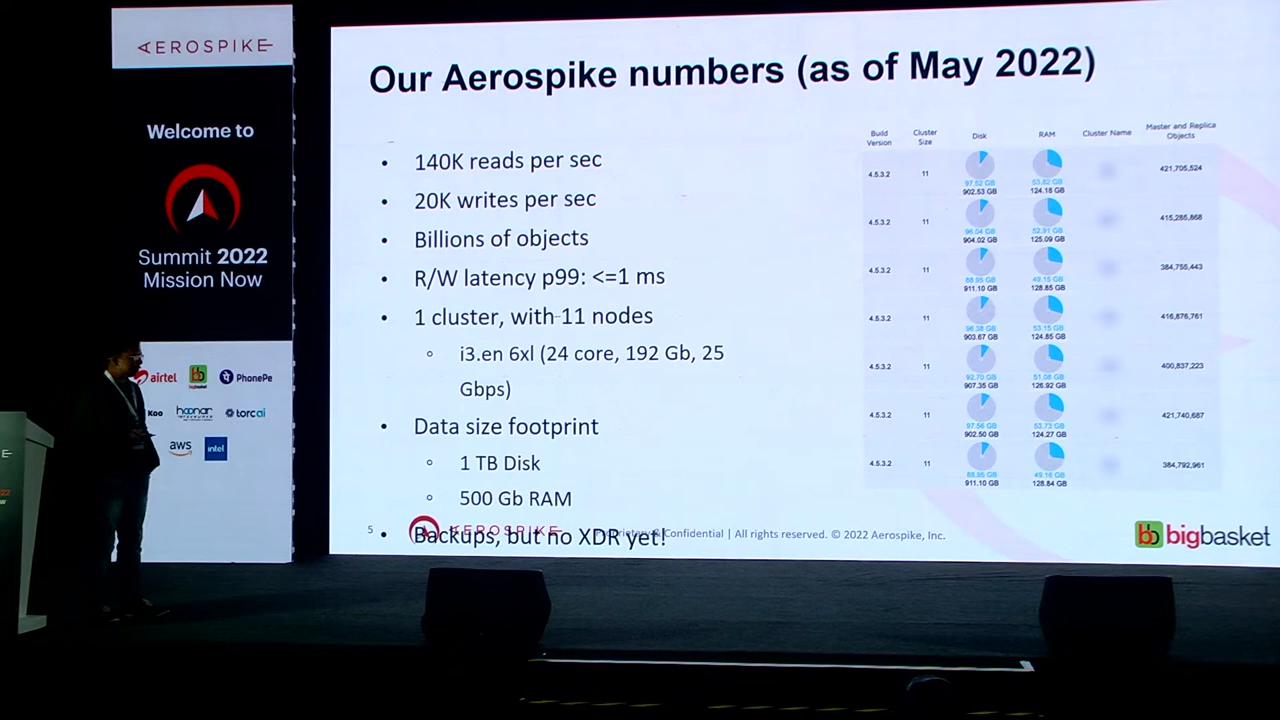 AEROSPIKE
Welcome to
Summit 2022
Mission Now
airtel
bb
bigbasket
PhonePe
Koo
torcai
aws
intel
Our Aerospike numbers (as of May 2022)
• 140K reads per sec
• 20K writes per sec
• Billions of objects
• R/W latency p99: <=1 ms
• 1 cluster, with 11 nodes
◦ i3.en 6xl (24 core, 192 Gb, 25
Gbps)
• Data size footprint
◦ 1 TB Disk
◦ 500 Gb RAM
• Backups, but no XDR yet!
Build Version Cluster Size Disk RAM Cluster Name Master and Replica Objects
4.5.3.2 11 97.52 GB 902.53 GB 53.82 GB 124.18 GB 421,705,524
4.5.3.2 11 96.04 GB 904.02 GB 52.91 GB 125.09 GB 415,285,868
4.5.3.2 11 88.95 GB 911.10 GB 49.15 GB 128.85 GB 384,755,443
4.5.3.2 11 96.38 GB 903.67 GB 53.15 GB 124.85 GB 416,876,761
4.5.3.2 11 92.70 GB 907.35 GB 51.08 GB 126.92 GB 400,837,223
4.5.3.2 11 97.56 GB 902.50 GB 53.73 GB 124.27 GB 421,740,687
4.5.3.2 11 88.95 GB 911.10 GB 49.16 GB 128.84 GB 384,792,961
5 AEROSPIKE Proprietary & Confidential | All rights reserved. © 2022 Aerospike, Inc.
bb bigbasket